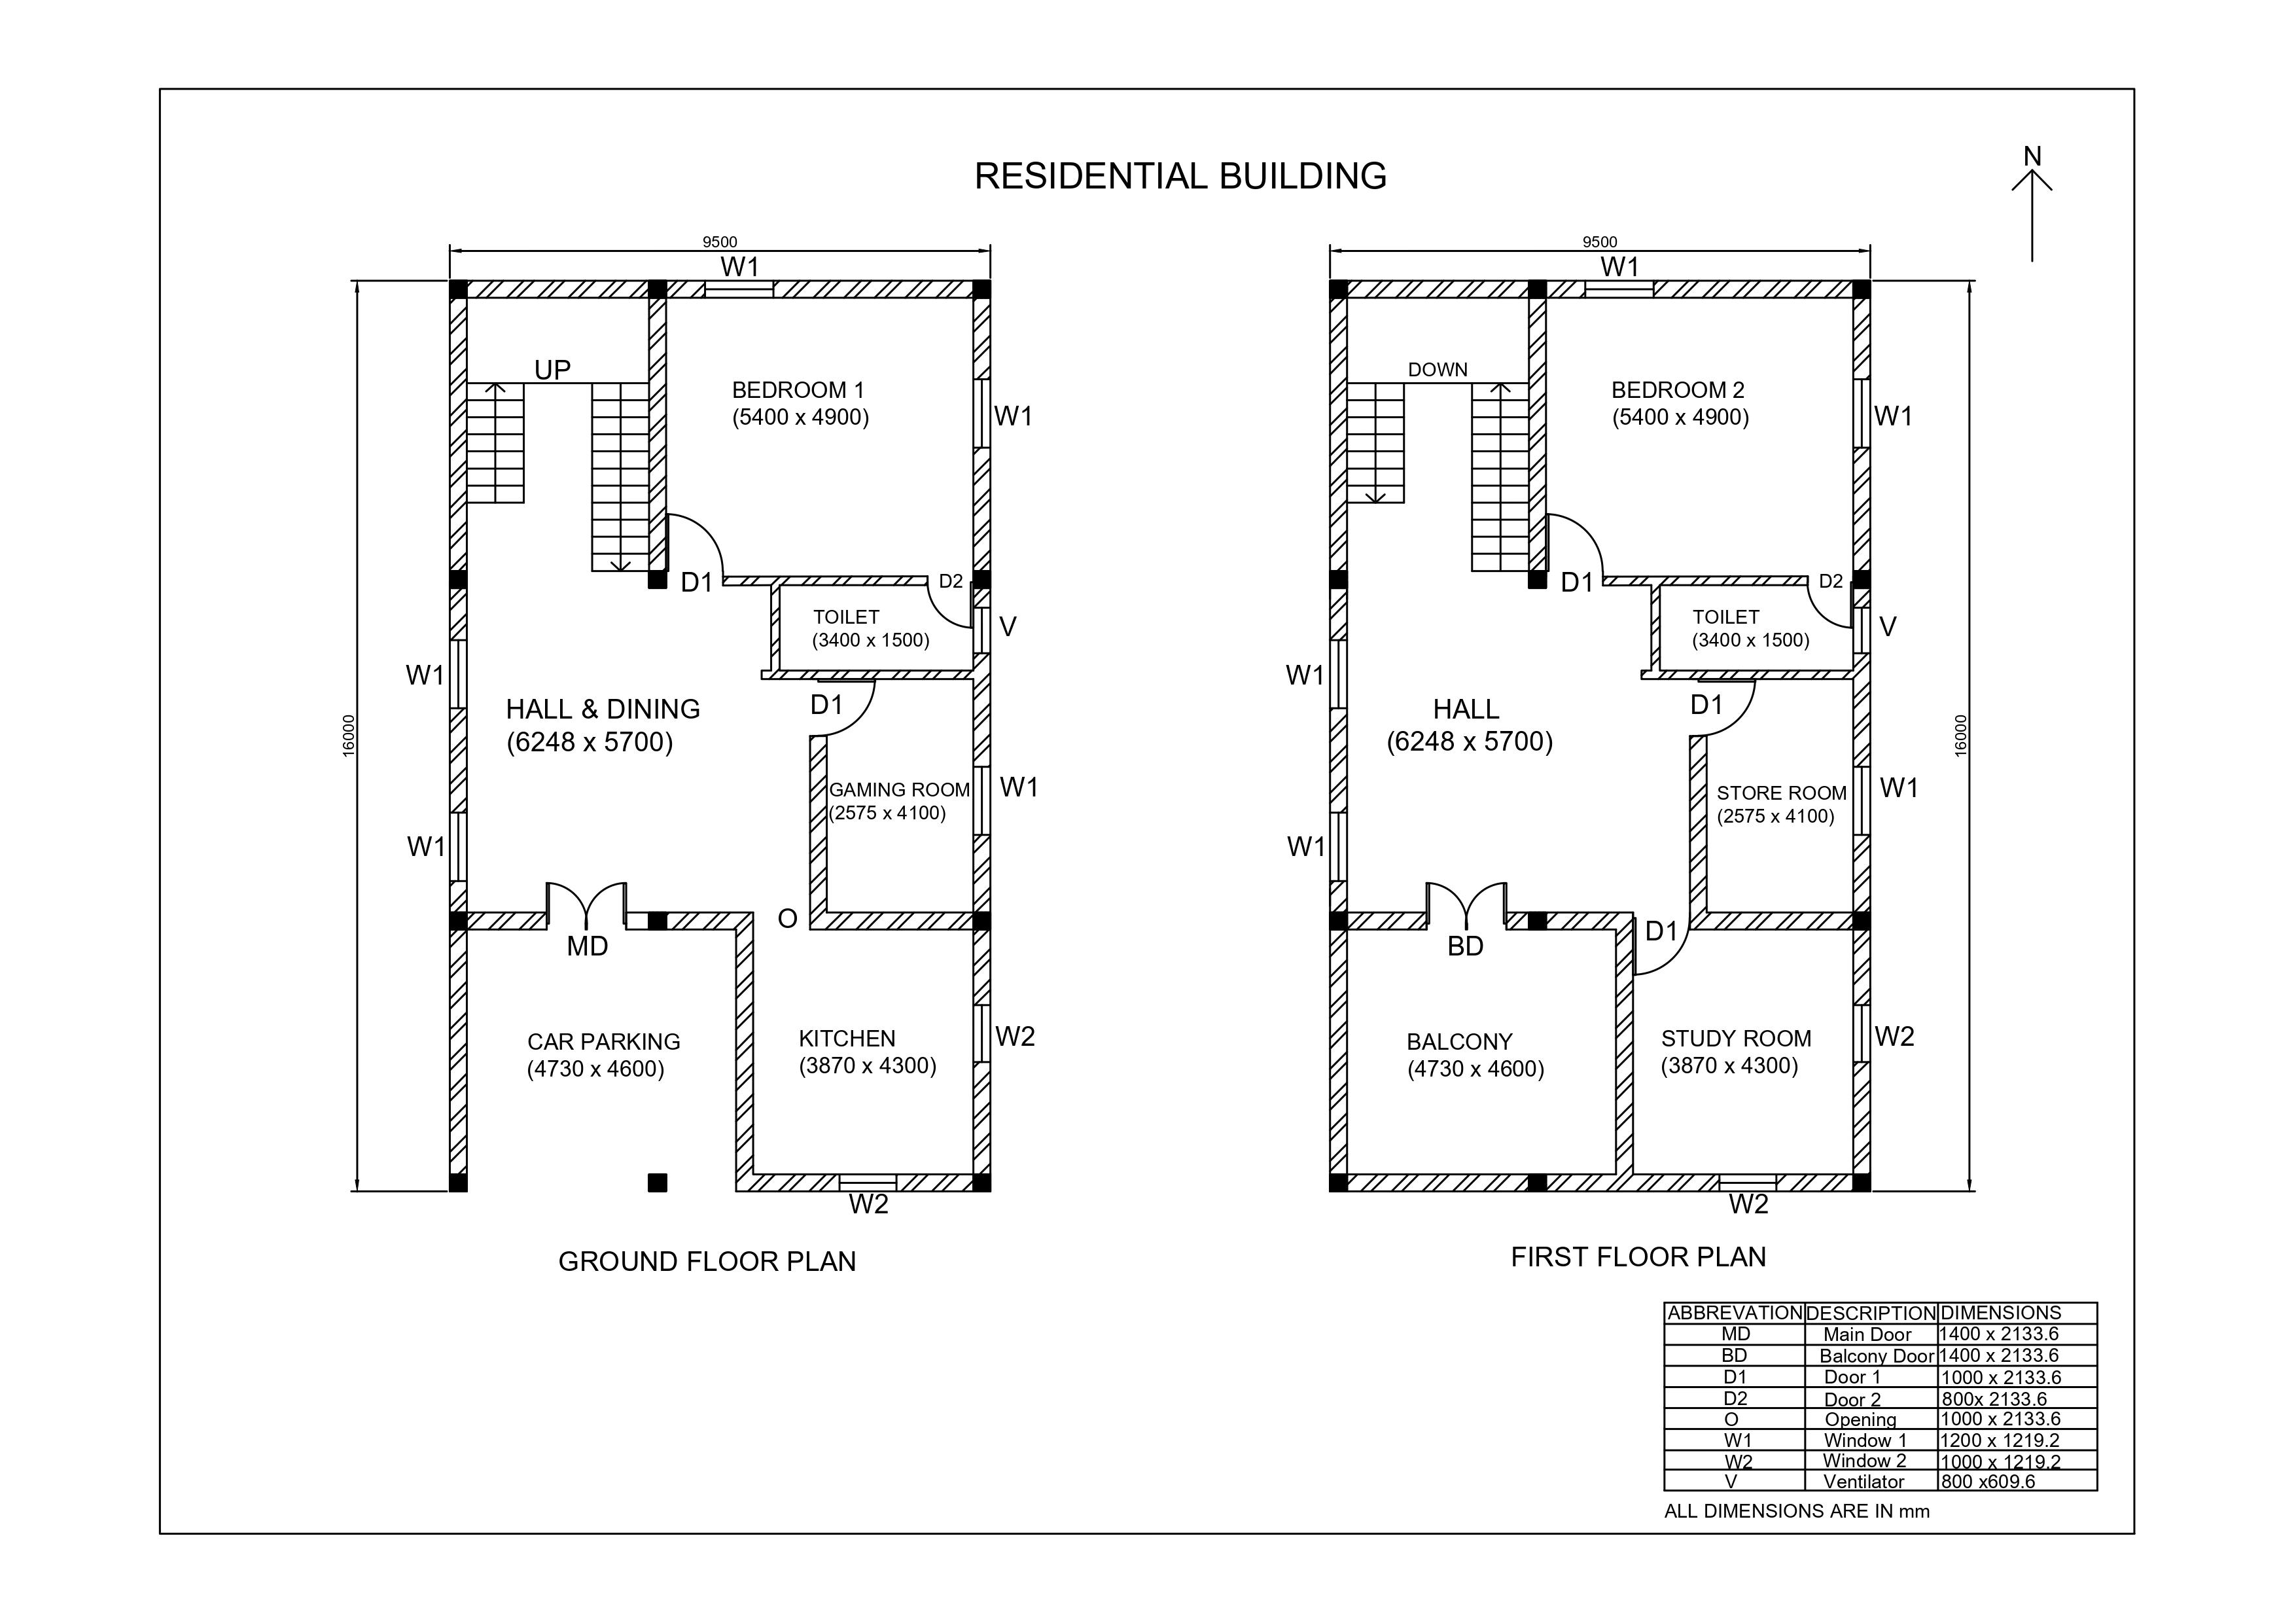 N
RESIDENTIAL BUILDING
9500
W1
UP
BEDROOM 1
(5400 x 4900)
W1
D1
D2
TOILET
(3400 x 1500)
V
W1
D1
HALL & DINING
(6248 x 5700)
16000
GAMING ROOM
(2575 x 4100)
W1
W1
O
MD
CAR PARKING
(4730 x 4600)
KITCHEN
(3870 x 4300)
W2
W2
GROUND FLOOR PLAN
9500
W1
DOWN
BEDROOM 2
(5400 x 4900)
W1
D1
D2
TOILET
(3400 x 1500)
V
W1
D1
HALL
(6248 x 5700)
16000
STORE ROOM
(2575 x 4100)
W1
W1
BD
D1
BALCONY
(4730 x 4600)
STUDY ROOM
(3870 x 4300)
W2
W2
FIRST FLOOR PLAN
ABBREVATION DESCRIPTION DIMENSIONS
MD Main Door 1400 x 2133.6
BD Balcony Door 1400 x 2133.6
D1 Door 1 1000 x 2133.6
D2 Door 2 800x 2133.6
O Opening 1000 x 2133.6
W1 Window 1 1200 x 1219.2
W2 Window 2 1000 x 1219.2
V Ventilator 800 x609.6
ALL DIMENSIONS ARE IN mm